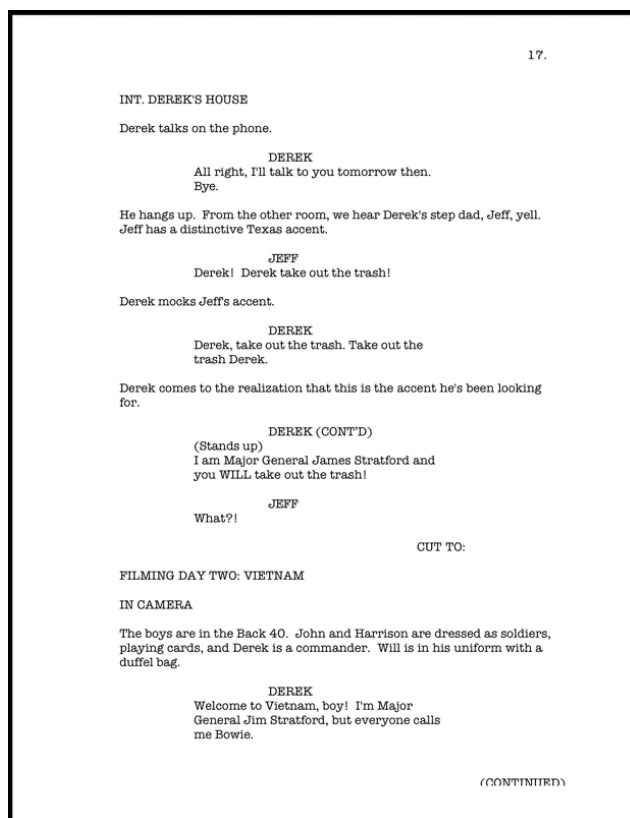 17.
INT. DEREK'S HOUSE
Derek talks on the phone.
DEREK
All right, I'll talk to you tomorrow then.
Bye.
He hangs up.  From the other room, we hear Derek's step dad, Jeff, yell.
Jeff has a distinctive Texas accent.
JEFF
Derek!  Derek take out the trash!
Derek mocks Jeff's accent.
DEREK
Derek, take out the trash. Take out the
trash Derek.
Derek comes to the realization that this is the accent he's been looking
for.
DEREK (CONT'D)
(Stands up)
I am Major General James Stratford and
you WILL take out the trash!
JEFF
What?!
CUT TO:
FILMING DAY TWO: VIETNAM
IN CAMERA
The boys are in the Back 40.  John and Harrison are dressed as soldiers,
playing cards, and Derek is a commander.  Will is in his uniform with a
duffel bag.
DEREK
Welcome to Vietnam, boy!  I'm Major
General Jim Stratford, but everyone calls
me Bowie.
(CONTINUED)